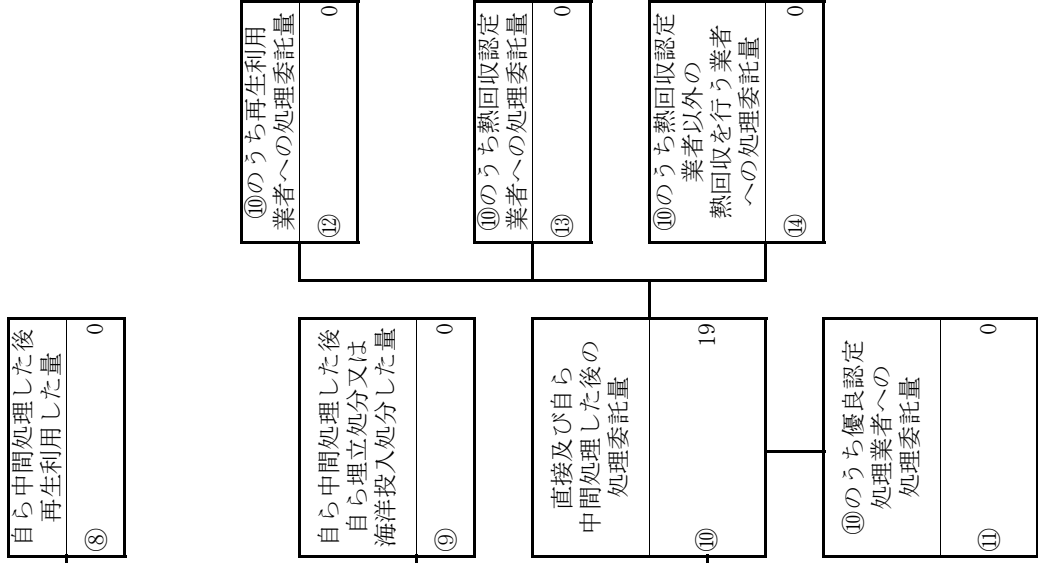 自ら中間処理した後
再生利用した量
⑧ 0
自ら中間処理した後
自ら埋立処分又は
海洋投入処分した量
⑨ 0
直接及び自ら
中間処理した後の
処理委託量
⑩ 19
⑩のうち優良認定
処理業者への
処理委託量
⑪ 0
⑩のうち再生利用
業者への処理委託量
⑫ 0
⑩のうち熱回収認定
業者への処理委託量
⑬ 0
⑩のうち熱回収認定
業者以外の
熱回収を行う業者
への処理委託量
⑭ 0